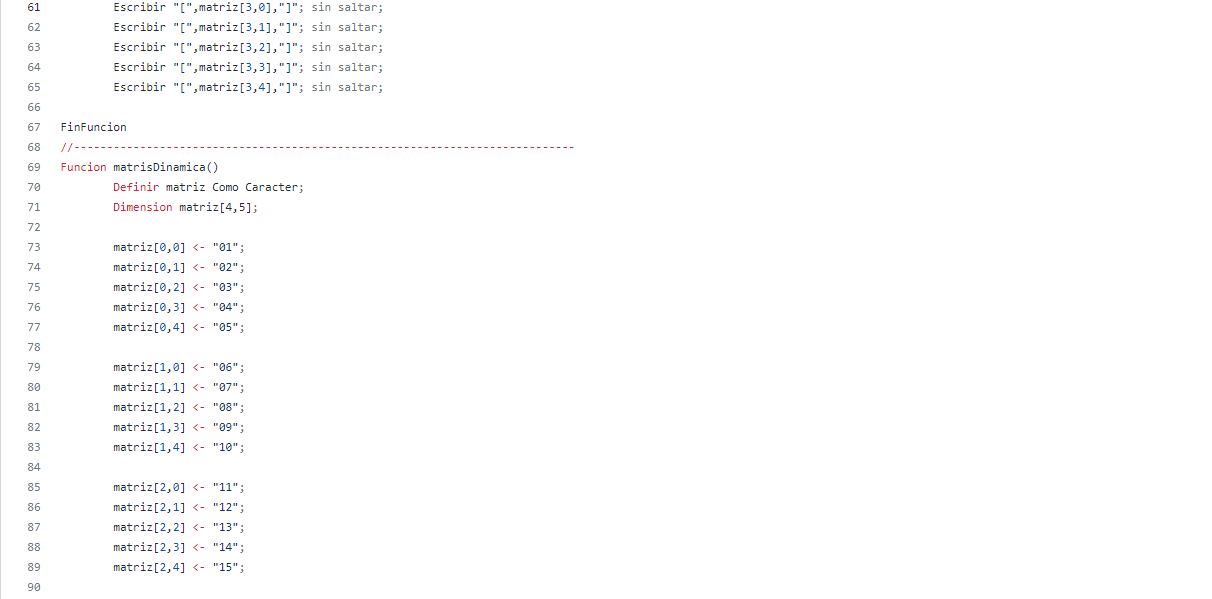 61 Escribir "[",matriz[3,0],"]"; sin saltar;
62 Escribir "[",matriz[3,1],"]"; sin saltar;
63 Escribir "[",matriz[3,2],"]"; sin saltar;
64 Escribir "[",matriz[3,3],"]"; sin saltar;
65 Escribir "[",matriz[3,4],"]"; sin saltar;
66
67 FinFuncion
68 //----------------------------------------------------------------------------
69 Funcion matrisDinamica()
70 Definir matriz Como Caracter;
71 Dimension matriz[4,5];
72
73 matriz[0,0] <- "01";
74 matriz[0,1] <- "02";
75 matriz[0,2] <- "03";
76 matriz[0,3] <- "04";
77 matriz[0,4] <- "05";
78
79 matriz[1,0] <- "06";
80 matriz[1,1] <- "07";
81 matriz[1,2] <- "08";
82 matriz[1,3] <- "09";
83 matriz[1,4] <- "10";
84
85 matriz[2,0] <- "11";
86 matriz[2,1] <- "12";
87 matriz[2,2] <- "13";
88 matriz[2,3] <- "14";
89 matriz[2,4] <- "15";
90